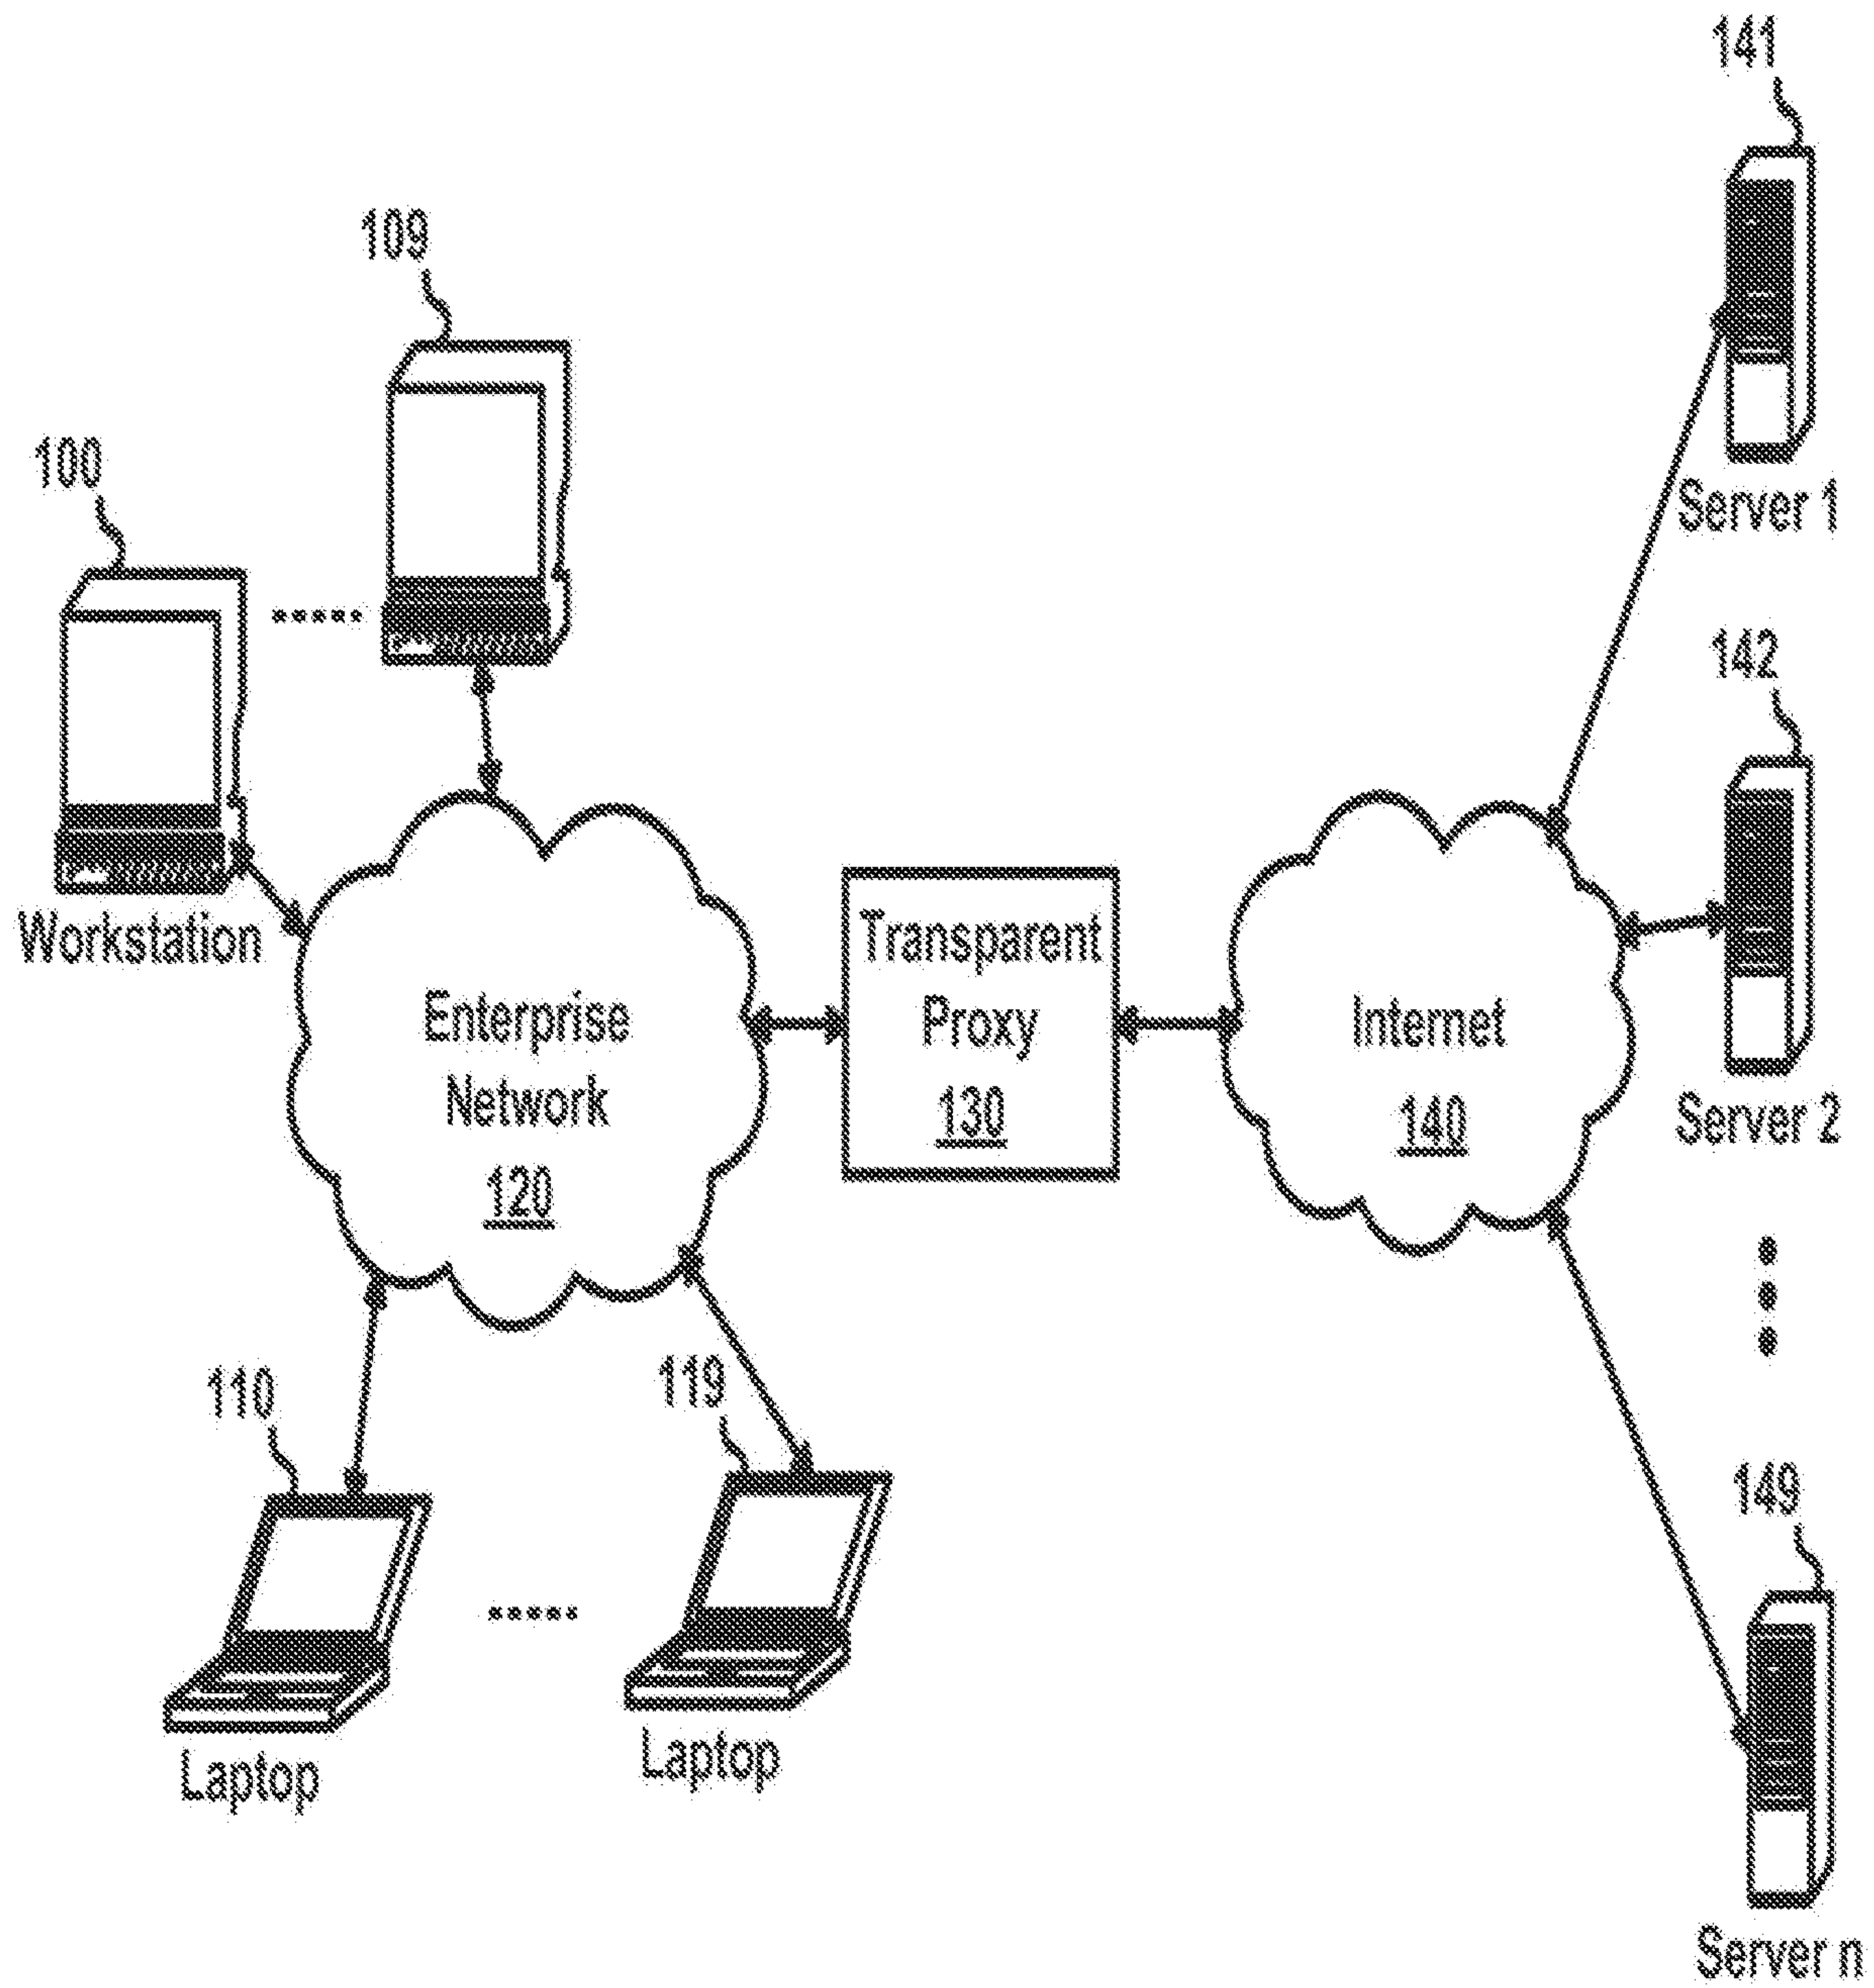 141
109
100
Server 1
142
Workstation
Transparent
Proxy
130
Enterprise
Network
120
Internet
140
Server 2
110
119
149
Laptop
Laptop
Server n